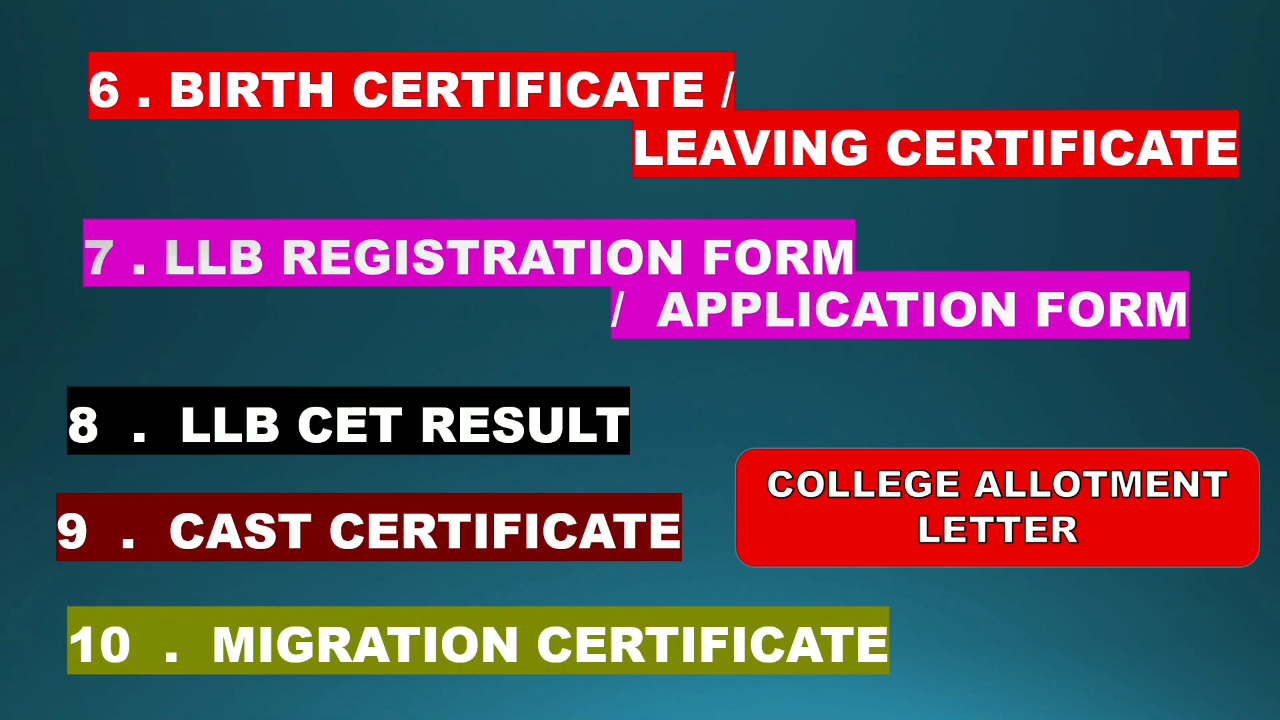 6 . BIRTH CERTIFICATE /
LEAVING CERTIFICATE
7 . LLB REGISTRATION FORM
/ APPLICATION FORM
8 . LLB CET RESULT
COLLEGE ALLOTMENT
LETTER
9 . CAST CERTIFICATE
10 . MIGRATION CERTIFICATE